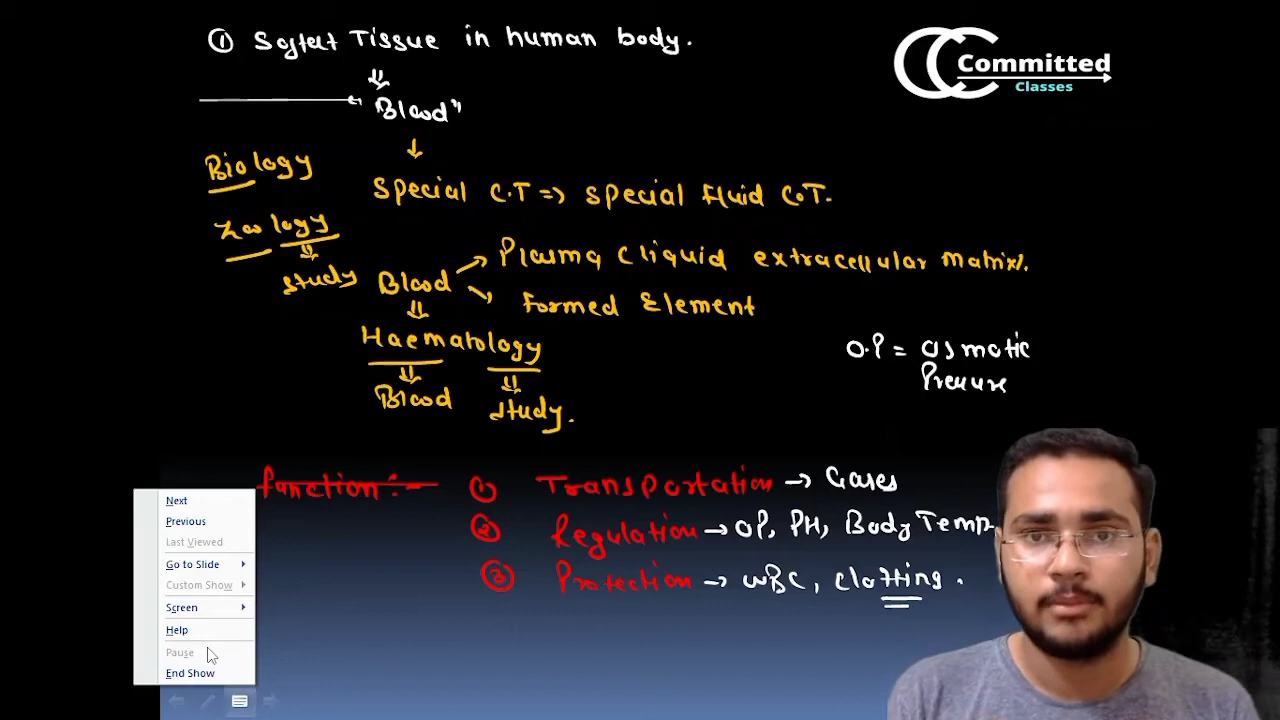 ① Softest Tissue in human body.
CC Committed
Classes
"Blood"
Biology
Special C.T => Special Fluid C.T.
Zoology
Study
Blood
Plasma (liquid extracellular matrix).
Formed Element
Haematology
O.P = Osmotic
Pressure
Blood
Study.
Function:-
① Transportation → Gases
② Regulation → OP, PH, Body Temp
③ Protection → WBC, Clotting.
Next
Previous
Last Viewed
Go to Slide
Custom Show
Screen
Help
Pause
End Show